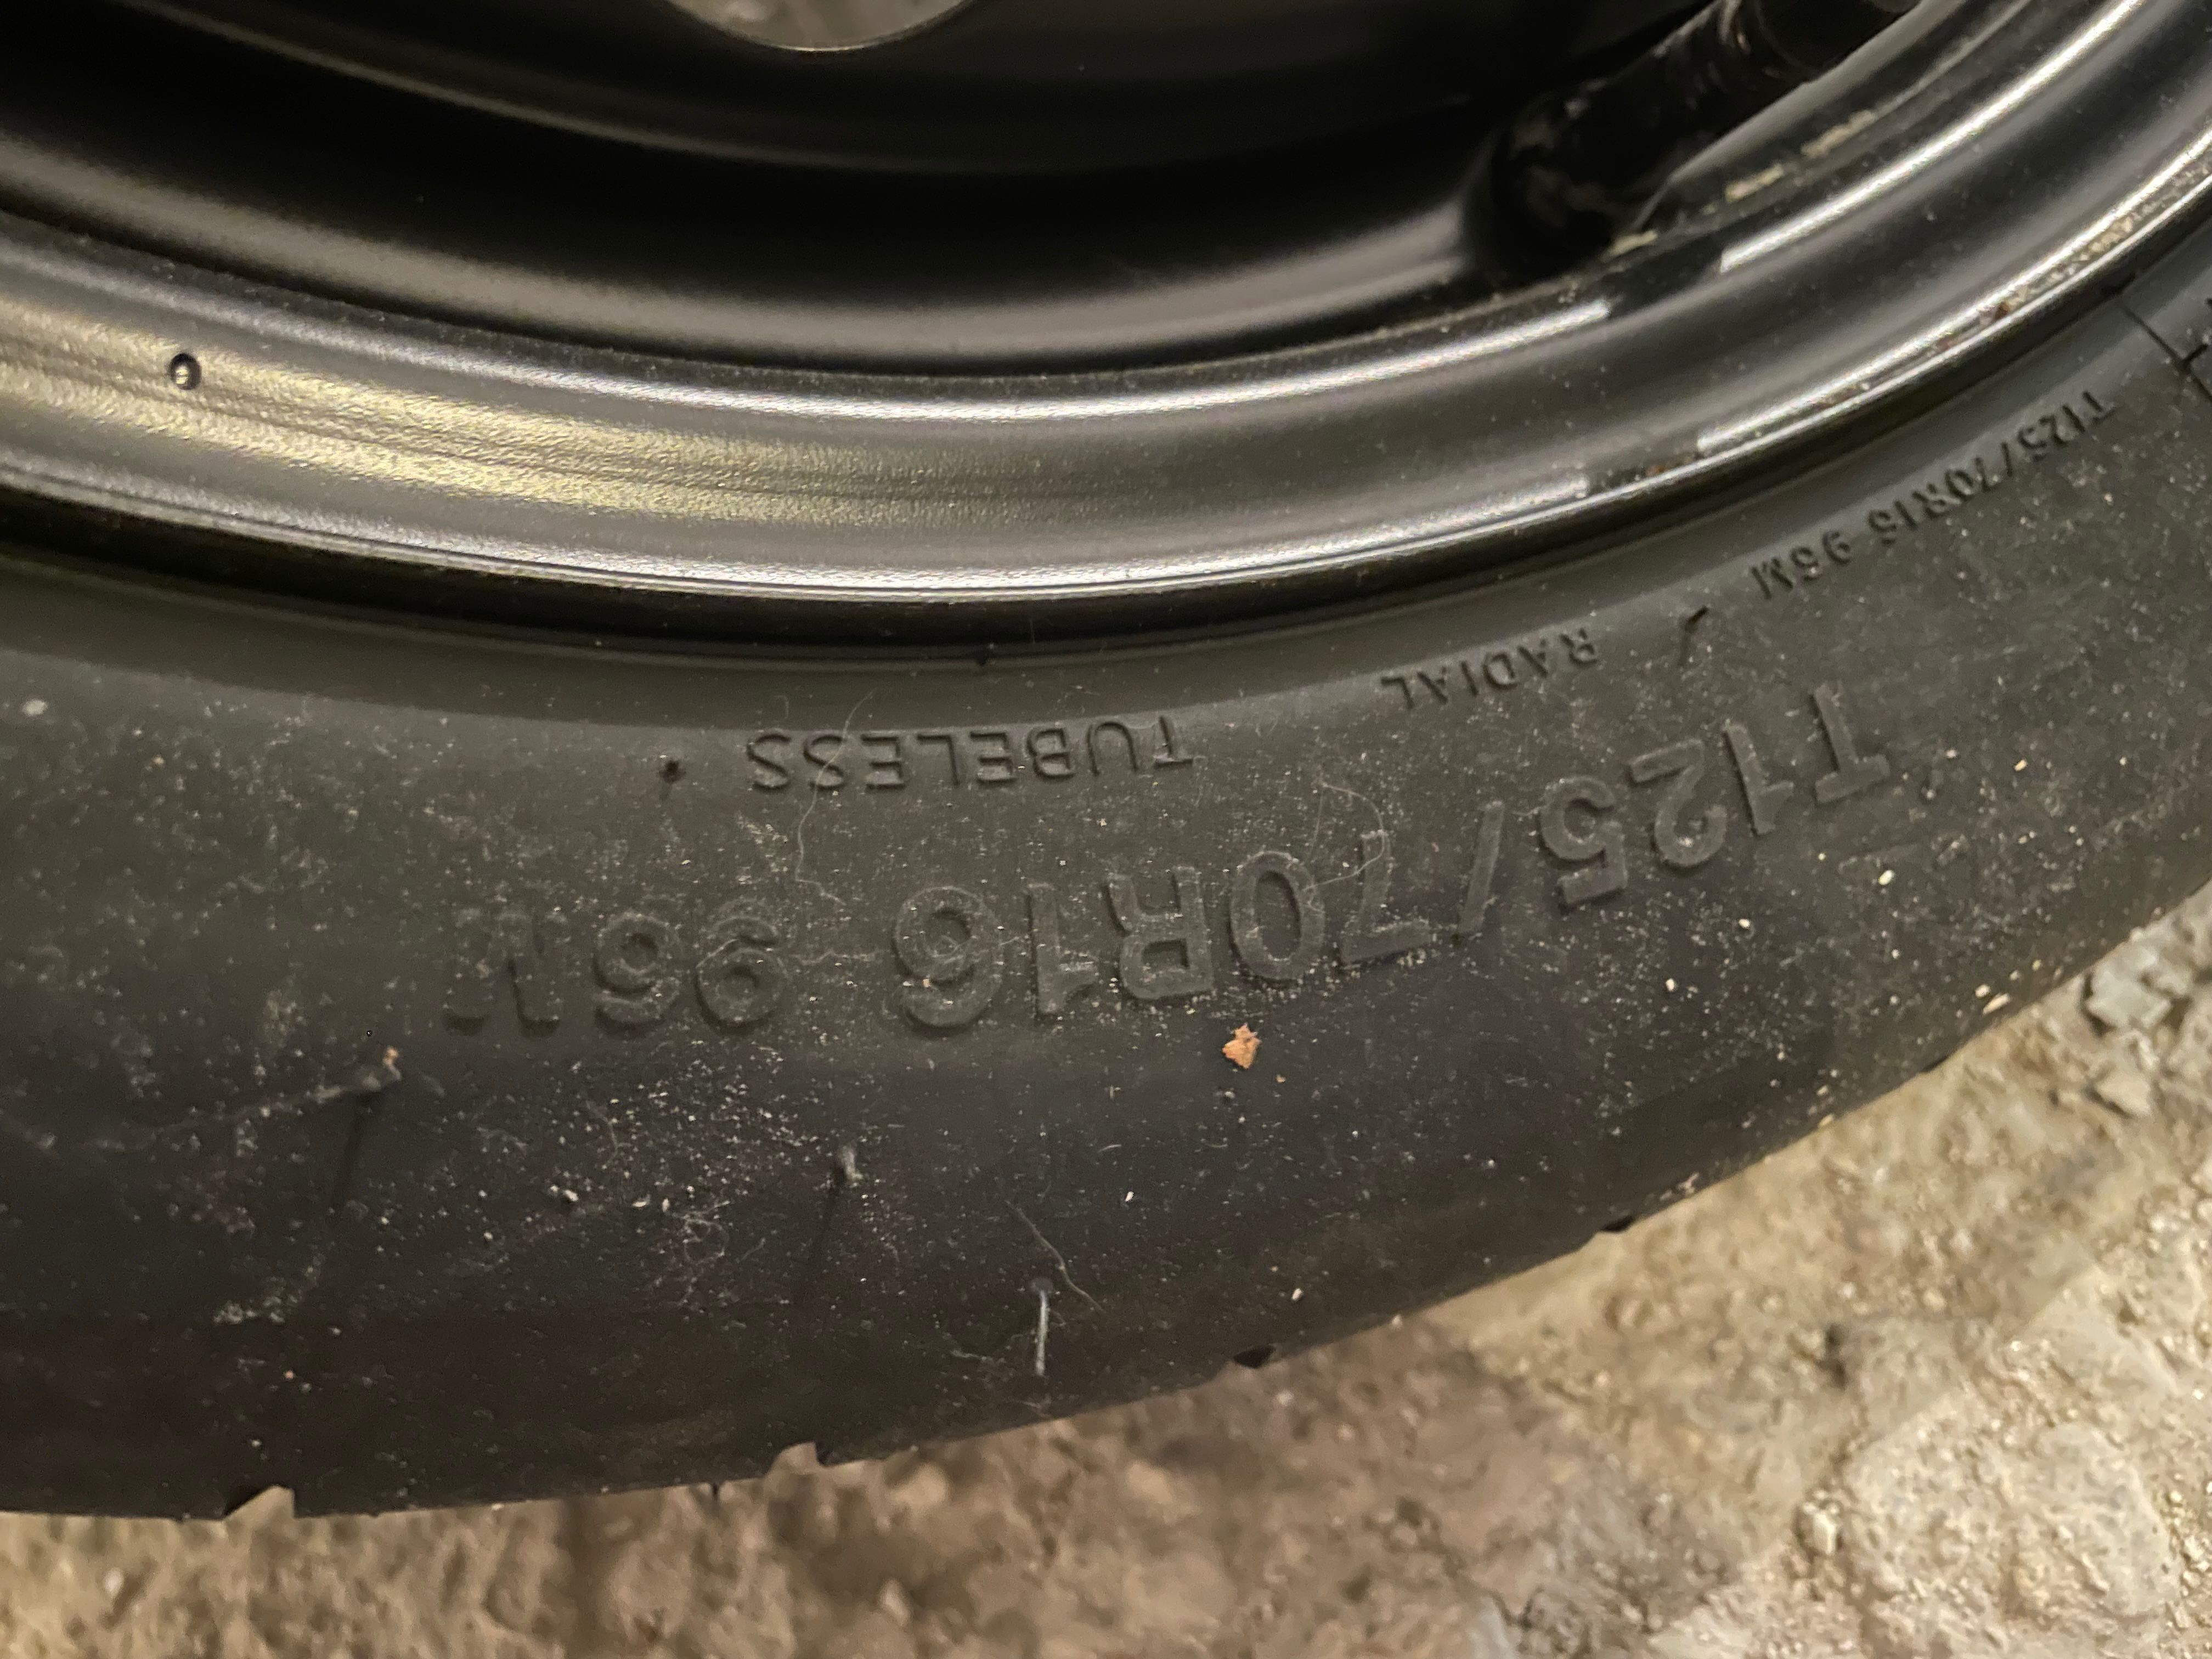 T125/70R16 96M
RADIAL
TUBELESS
T125/70R16 96M